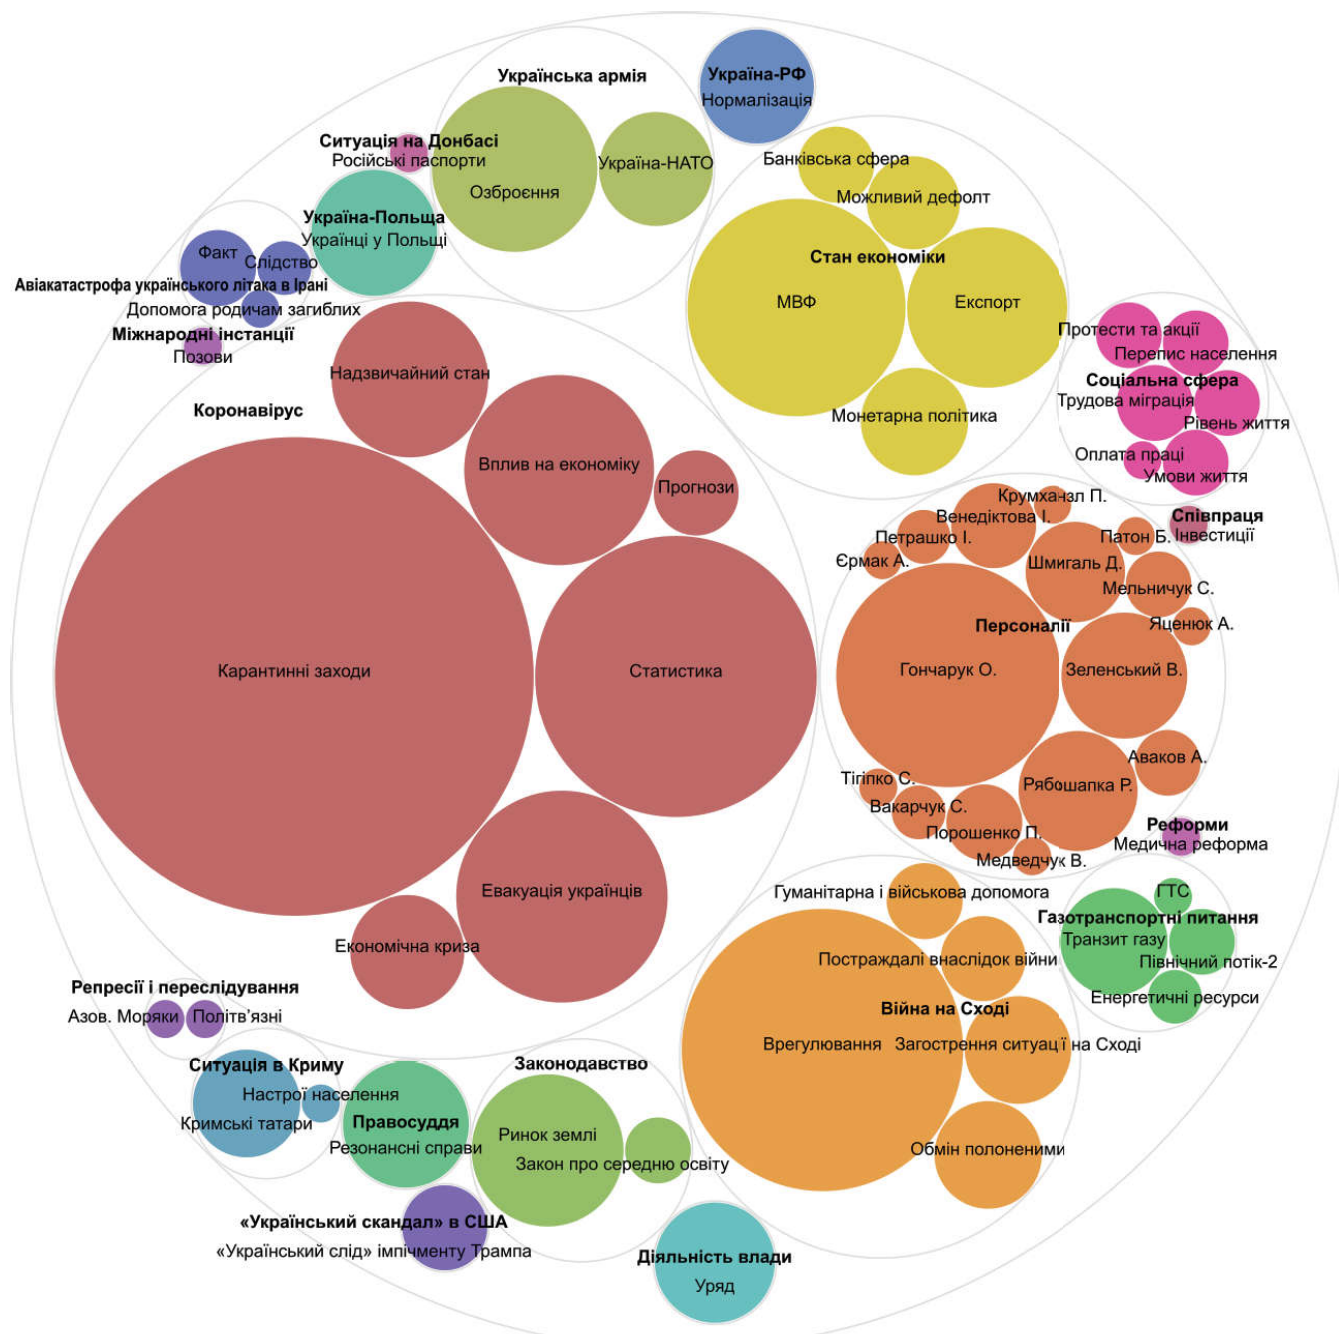 Українська армія
Озброєння
Україна-НАТО
Україна-РФ
Нормалізація
Ситуація на Донбасі
Російські паспорти
Україна-Польща
Українці у Польщі
Факт
Слідство
Авіакатастрофа українського літака в Ірані
Допомога родичам загиблих
Міжнародні інстанції
Позови
Банківська сфера
Можливий дефолт
Стан економіки
МВФ
Експорт
Монетарна політика
Протести та акції
Перепис населення
Соціальна сфера
Трудова міграція
Рівень життя
Оплата праці
Умови життя
Коронавірус
Надзвичайний стан
Вплив на економіку
Прогнози
Карантинні заходи
Статистика
Евакуація українців
Економічна криза
Крумханзл П.
Венедіктова І.
Петрашко І.
Єрмак А.
Шмигаль Д.
Патон Б.
Мельничук С.
Яценюк А.
Персоналії
Гончарук О.
Зеленський В.
Аваков А.
Рябошапка Р.
Тігіпко С.
Вакарчук С.
Порошенко П.
Медведчук В.
Співпраця
Інвестиції
Реформи
Медична реформа
ГТС
Газотранспортні питання
Транзит газу
Північний потік-2
Енергетичні ресурси
Гуманітарна і військова допомога
Постраждалі внаслідок війни
Війна на Сході
Врегулювання
Загострення ситуації на Сході
Обмін полоненими
Репресії і переслідування
Азов. Моряки
Політв’язні
Ситуація в Криму
Настрої населення
Кримські татари
Правосуддя
Резонансні справи
Законодавство
Ринок землі
Закон про середню освіту
«Український скандал» в США
«Український слід» імпічменту Трампа
Діяльність влади
Уряд